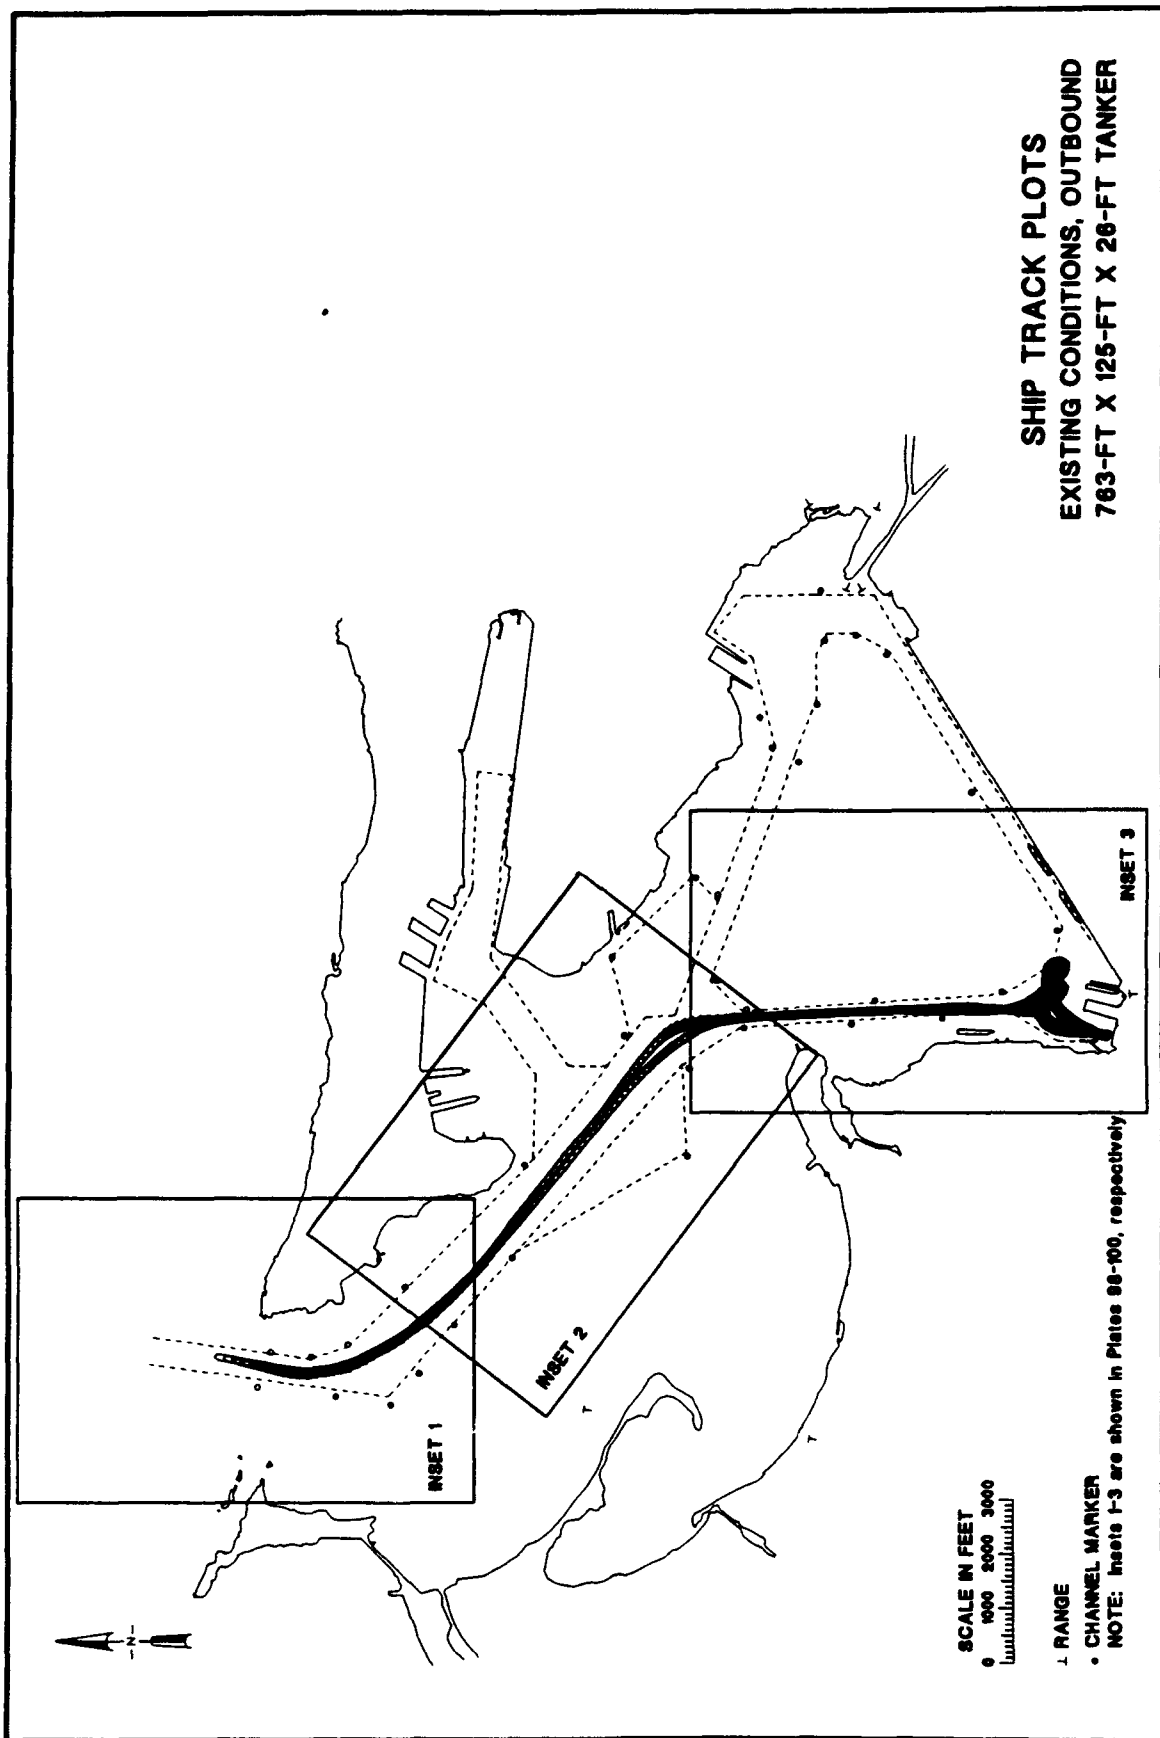 SHIP TRACK PLOTS
EXISTING CONDITIONS, OUTBOUND
763-FT X 125-FT X 26-FT TANKER
INSET 1
INSET 2
INSET 3
N
SCALE IN FEET
0 1000 2000 3000
⊥ RANGE
• CHANNEL MARKER
NOTE: Insets 1-3 are shown in Plates 98-100, respectively